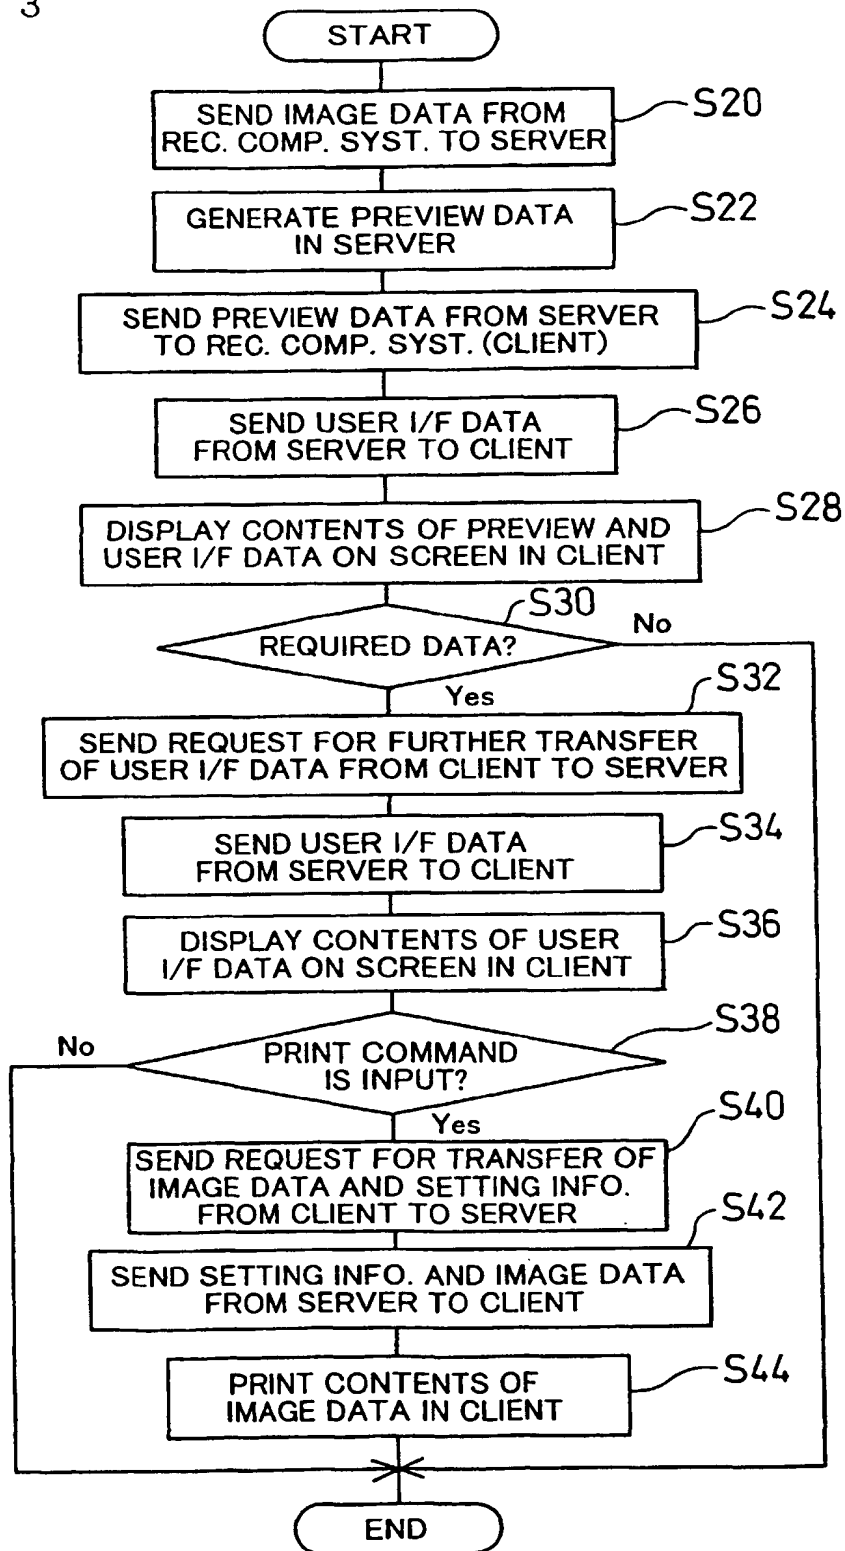 3
START
SEND IMAGE DATA FROM
REC. COMP. SYST. TO SERVER
S20
GENERATE PREVIEW DATA
IN SERVER
S22
SEND PREVIEW DATA FROM SERVER
TO REC. COMP. SYST. (CLIENT)
S24
SEND USER I/F DATA
FROM SERVER TO CLIENT
S26
DISPLAY CONTENTS OF PREVIEW AND
USER I/F DATA ON SCREEN IN CLIENT
S28
REQUIRED DATA?
S30
No
Yes
SEND REQUEST FOR FURTHER TRANSFER
OF USER I/F DATA FROM CLIENT TO SERVER
S32
SEND USER I/F DATA
FROM SERVER TO CLIENT
S34
DISPLAY CONTENTS OF USER
I/F DATA ON SCREEN IN CLIENT
S36
PRINT COMMAND
IS INPUT?
S38
No
Yes
SEND REQUEST FOR TRANSFER OF
IMAGE DATA AND SETTING INFO.
FROM CLIENT TO SERVER
S40
SEND SETTING INFO. AND IMAGE DATA
FROM SERVER TO CLIENT
S42
PRINT CONTENTS OF
IMAGE DATA IN CLIENT
S44
END